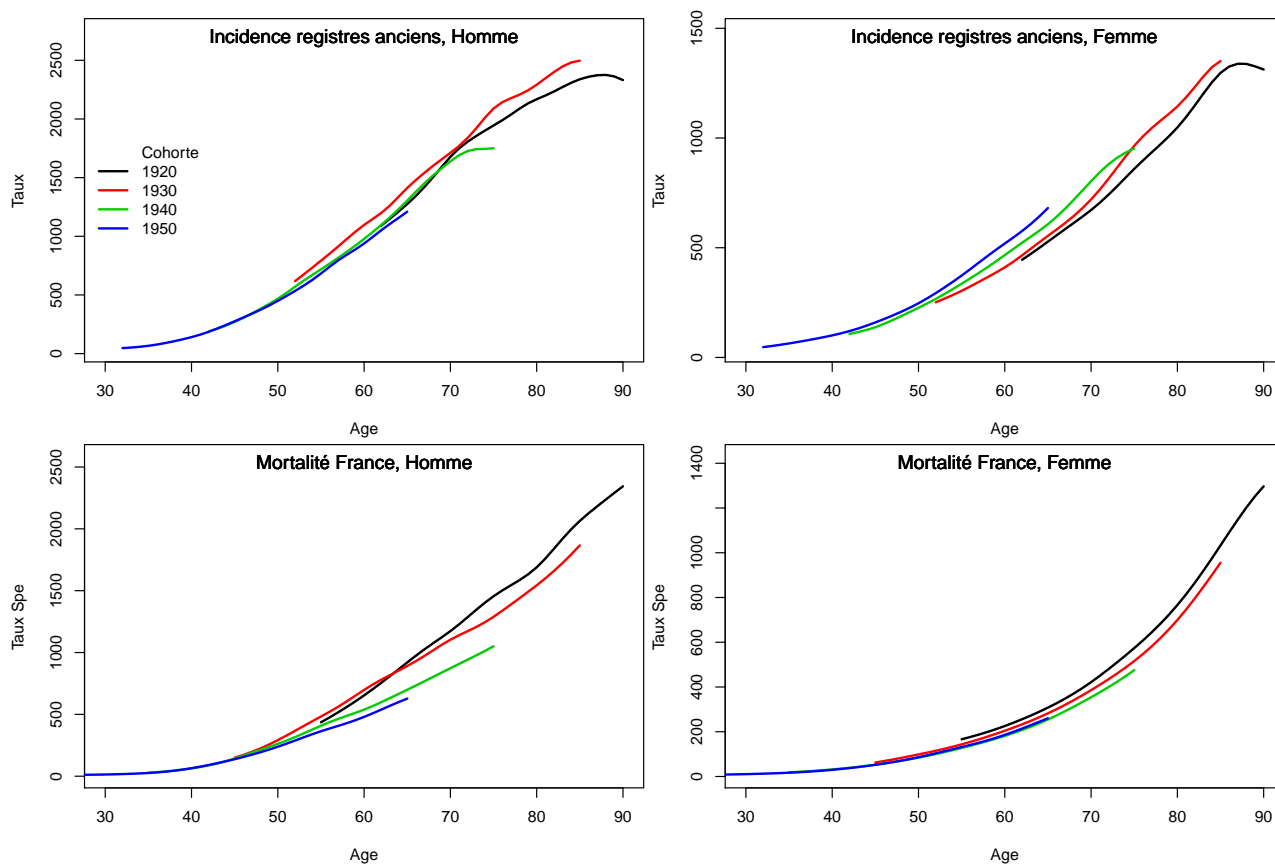 Incidence registres anciens, Homme
Taux
0 500 1000 1500 2000 2500
Cohorte
1920
1930
1940
1950
30 40 50 60 70 80 90
Age
Incidence registres anciens, Femme
Taux
0 500 1000 1500
30 40 50 60 70 80 90
Age
Mortalité France, Homme
Taux Spe
0 500 1000 1500 2000 2500
30 40 50 60 70 80 90
Age
Mortalité France, Femme
Taux Spe
0 200 400 600 800 1000 1400
30 40 50 60 70 80 90
Age